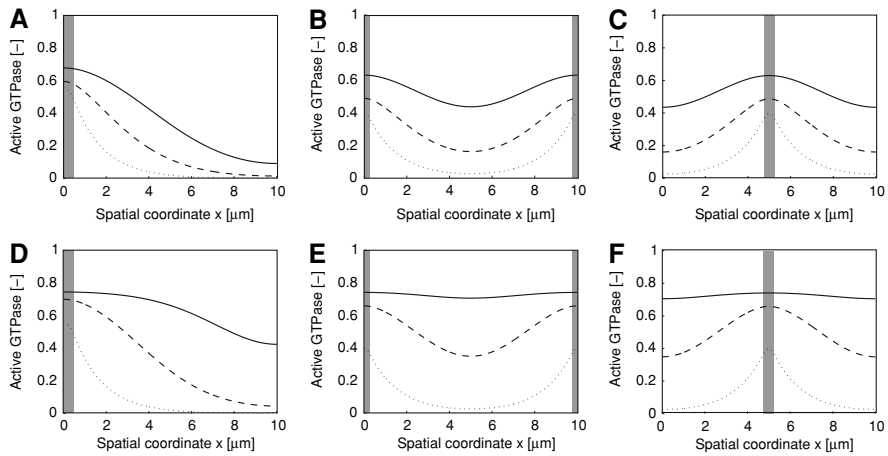 A B C
1 1 1
Active GTPase [–] Active GTPase [–] Active GTPase [–]
0.8 0.8 0.8
0.6 0.6 0.6
0.4 0.4 0.4
0.2 0.2 0.2
0 0 0
0 2 4 6 8 10 0 2 4 6 8 10 0 2 4 6 8 10
Spatial coordinate x [μm] Spatial coordinate x [μm] Spatial coordinate x [μm]
D E F
1 1 1
Active GTPase [–] Active GTPase [–] Active GTPase [–]
0.8 0.8 0.8
0.6 0.6 0.6
0.4 0.4 0.4
0.2 0.2 0.2
0 0 0
0 2 4 6 8 10 0 2 4 6 8 10 0 2 4 6 8 10
Spatial coordinate x [μm] Spatial coordinate x [μm] Spatial coordinate x [μm]